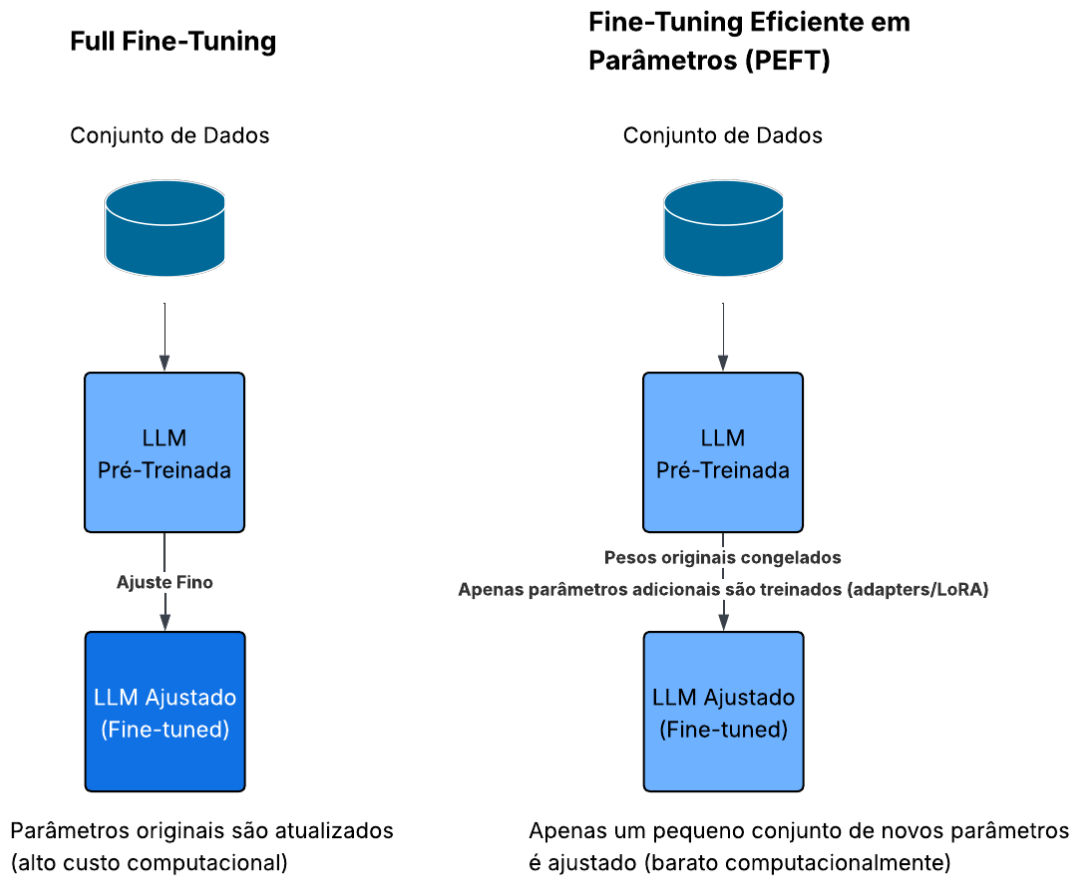 Full Fine-Tuning
Conjunto de Dados
LLM
Pré-Treinada
Ajuste Fino
LLM Ajustado
(Fine-tuned)
Parâmetros originais são atualizados
(alto custo computacional)
Fine-Tuning Eficiente em
Parâmetros (PEFT)
Conjunto de Dados
LLM
Pré-Treinada
Pesos originais congelados
Apenas parâmetros adicionais são treinados (adapters/LoRA)
LLM Ajustado
(Fine-tuned)
Apenas um pequeno conjunto de novos parâmetros
é ajustado (barato computacionalmente)